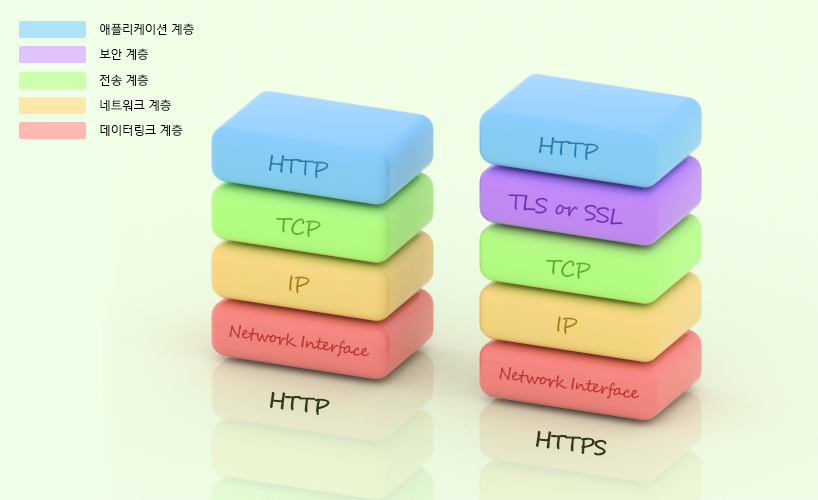 애플리케이션 계층
보안 계층
전송 계층
네트워크 계층
데이터링크 계층
HTTP
TCP
IP
Network Interface
HTTP
HTTP
TLS or SSL
TCP
IP
Network Interface
HTTPS